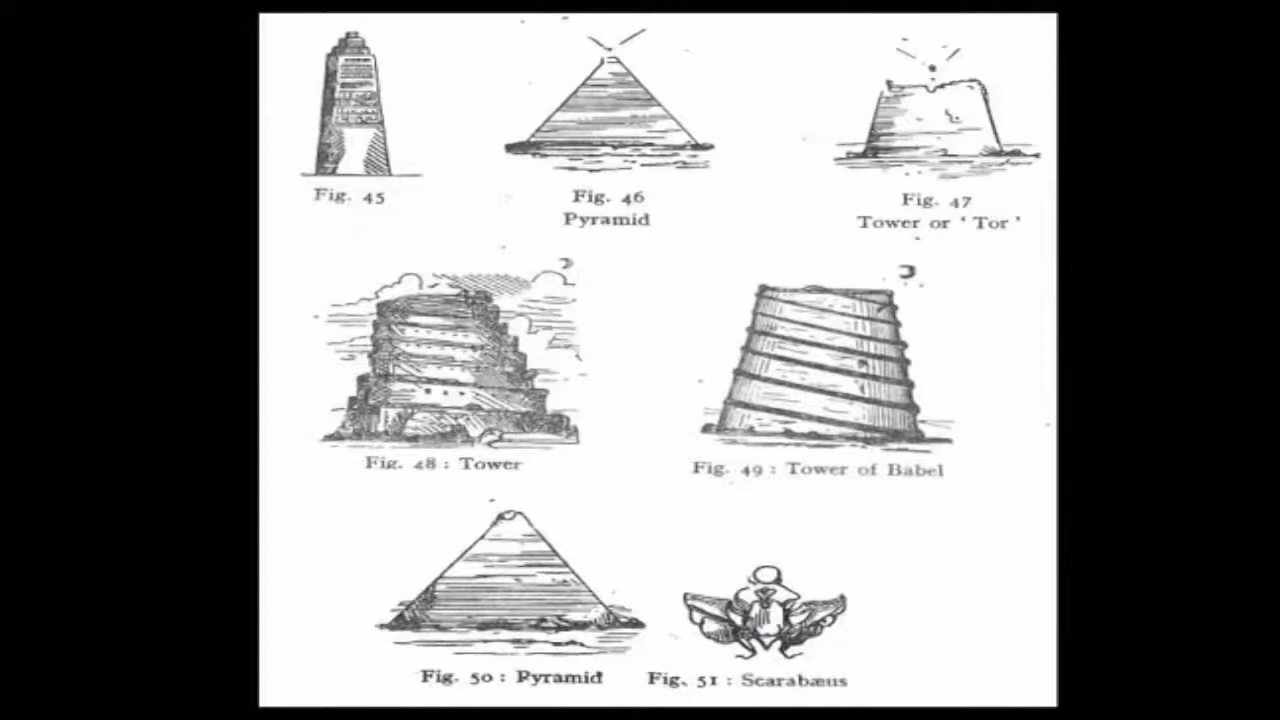 Fig. 45
Fig. 46
Pyramid
Fig. 47
Tower or ‘ Tor ’
Fig. 48 : Tower
Fig. 49 : Tower of Babel
Fig. 50 : Pyramid
Fig. 51 : Scarabæus